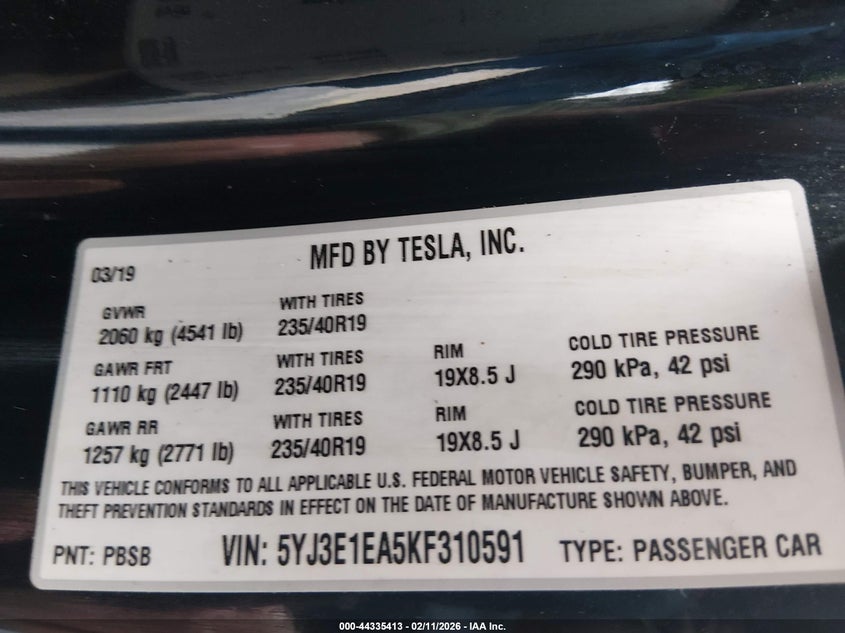 MFD BY TESLA, INC.
03/19
GVWR WITH TIRES
2060 kg (4541 lb) 235/40R19
GAWR FRT WITH TIRES RIM COLD TIRE PRESSURE
1110 kg (2447 lb) 235/40R19 19X8.5 J 290 kPa, 42 psi
GAWR RR WITH TIRES RIM COLD TIRE PRESSURE
1257 kg (2771 lb) 235/40R19 19X8.5 J 290 kPa, 42 psi
THIS VEHICLE CONFORMS TO ALL APPLICABLE U.S. FEDERAL MOTOR VEHICLE SAFETY, BUMPER, AND
THEFT PREVENTION STANDARDS IN EFFECT ON THE DATE OF MANUFACTURE SHOWN ABOVE.
PNT: PBSB VIN: 5YJ3E1EA5KF310591 TYPE: PASSENGER CAR
000-44335413 - 02/11/2026 - IAA Inc.